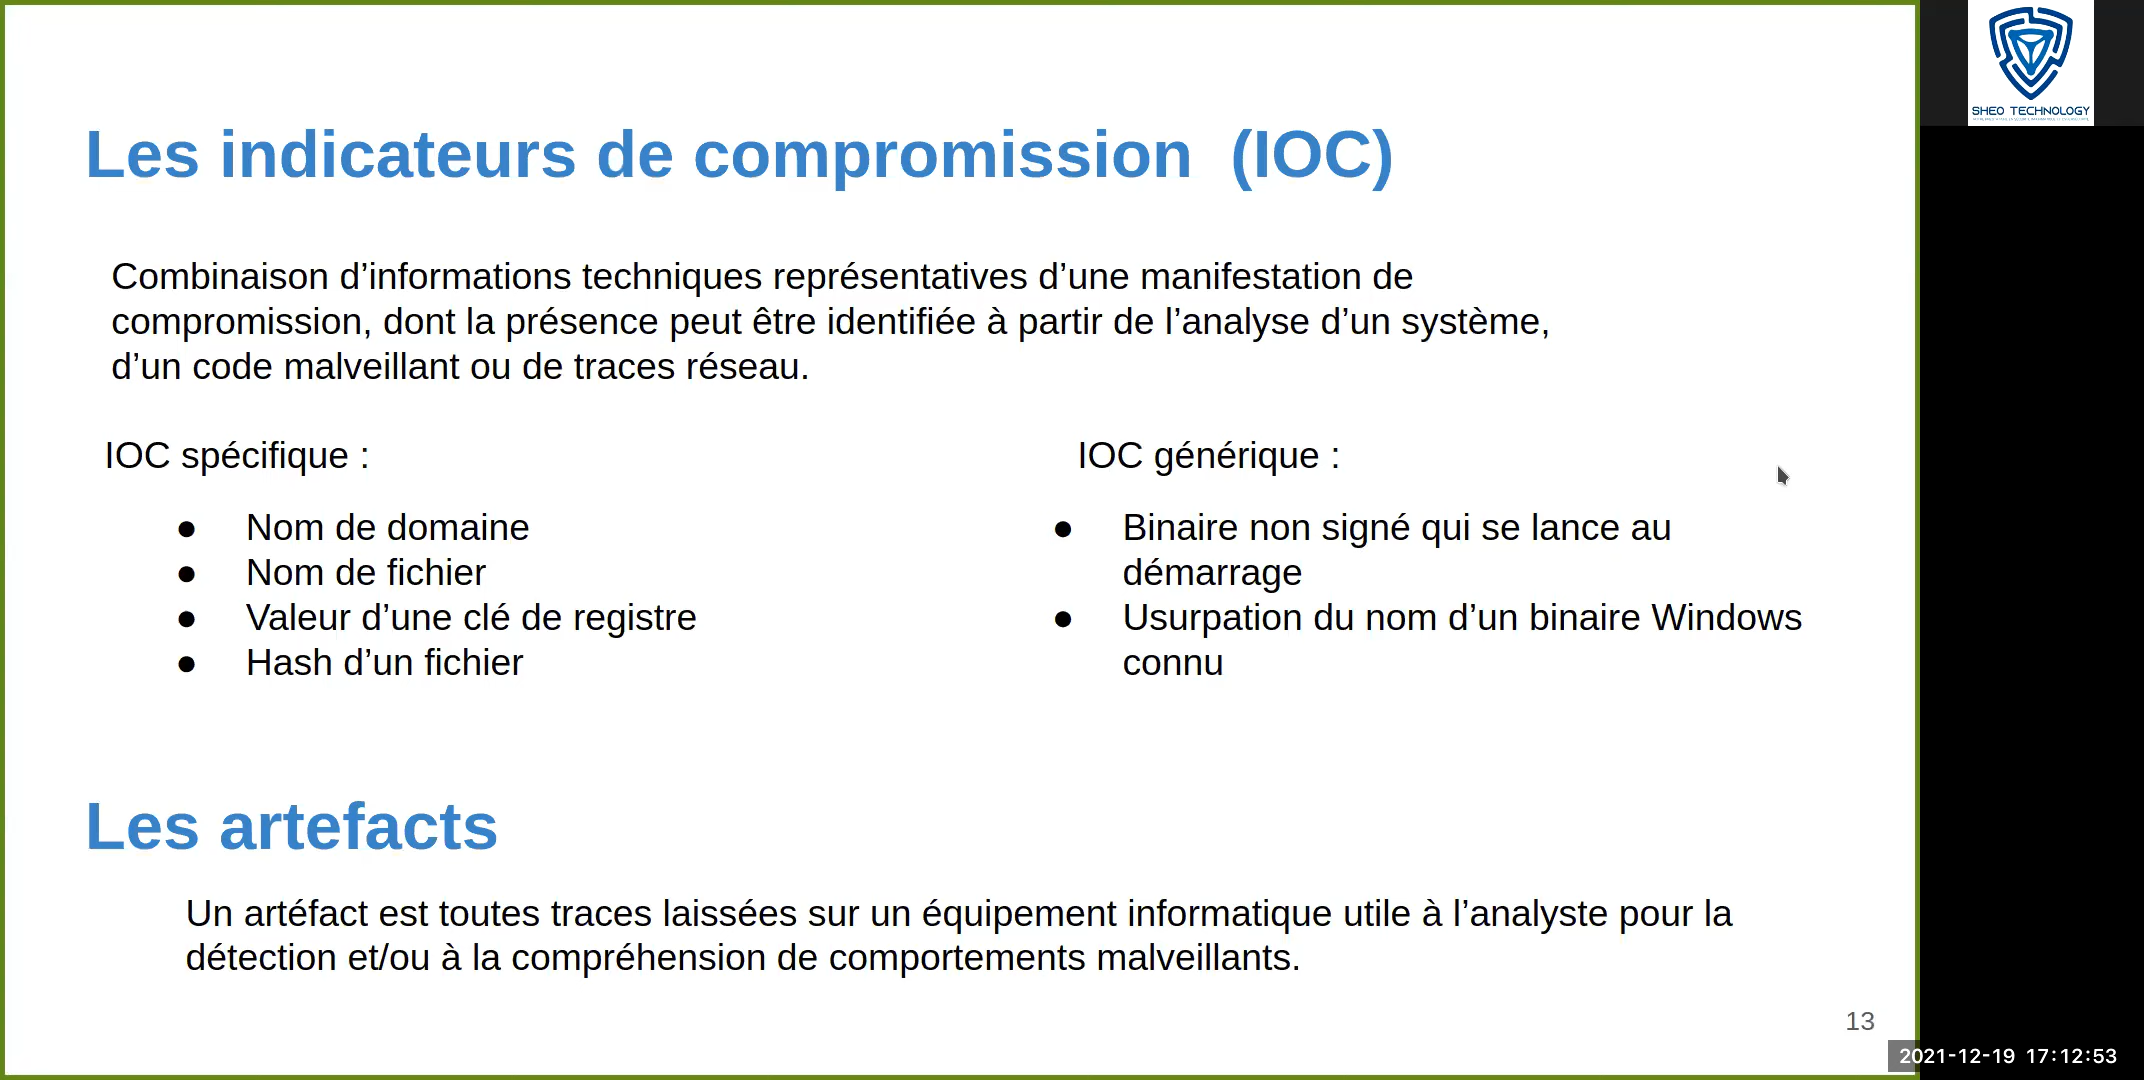 Les indicateurs de compromission  (IOC)
Combinaison d’informations techniques représentatives d’une manifestation de
compromission, dont la présence peut être identifiée à partir de l’analyse d’un système,
d’un code malveillant ou de traces réseau.
IOC spécifique :
● Nom de domaine
● Nom de fichier
● Valeur d’une clé de registre
● Hash d’un fichier
IOC générique :
● Binaire non signé qui se lance au
démarrage
● Usurpation du nom d’un binaire Windows
connu
Les artefacts
Un artéfact est toutes traces laissées sur un équipement informatique utile à l’analyste pour la
détection et/ou à la compréhension de comportements malveillants.
13
SHEO TECHNOLOGY
2021-12-19 17:12:53